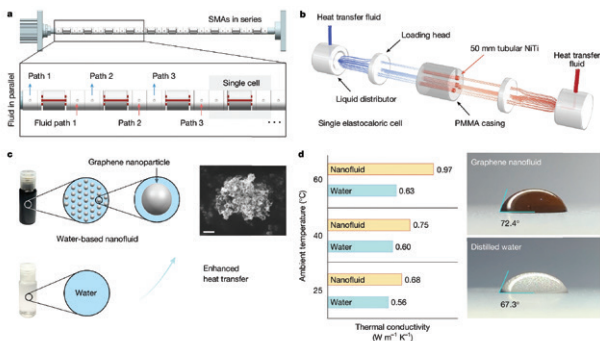 a
SMAs in series
Fluid in parallel
Path 1
Path 2
Path 3
Single cell
Fluid path 1
Path 2
Path 3
...
b
Heat transfer fluid
Loading head
50 mm tubular NiTi
Heat transfer
fluid
Liquid distributor
PMMA casing
Single elastocaloric cell
c
Graphene nanoparticle
Water-based nanofluid
Water
Enhanced
heat transfer
d
Ambient temperature (°C)
60
Nanofluid
0.97
Water
0.63
40
Nanofluid
0.75
Water
0.60
25
Nanofluid
0.68
Water
0.56
Thermal conductivity
(W m⁻¹ K⁻¹)
Graphene nanofluid
72.4°
Distilled water
67.3°